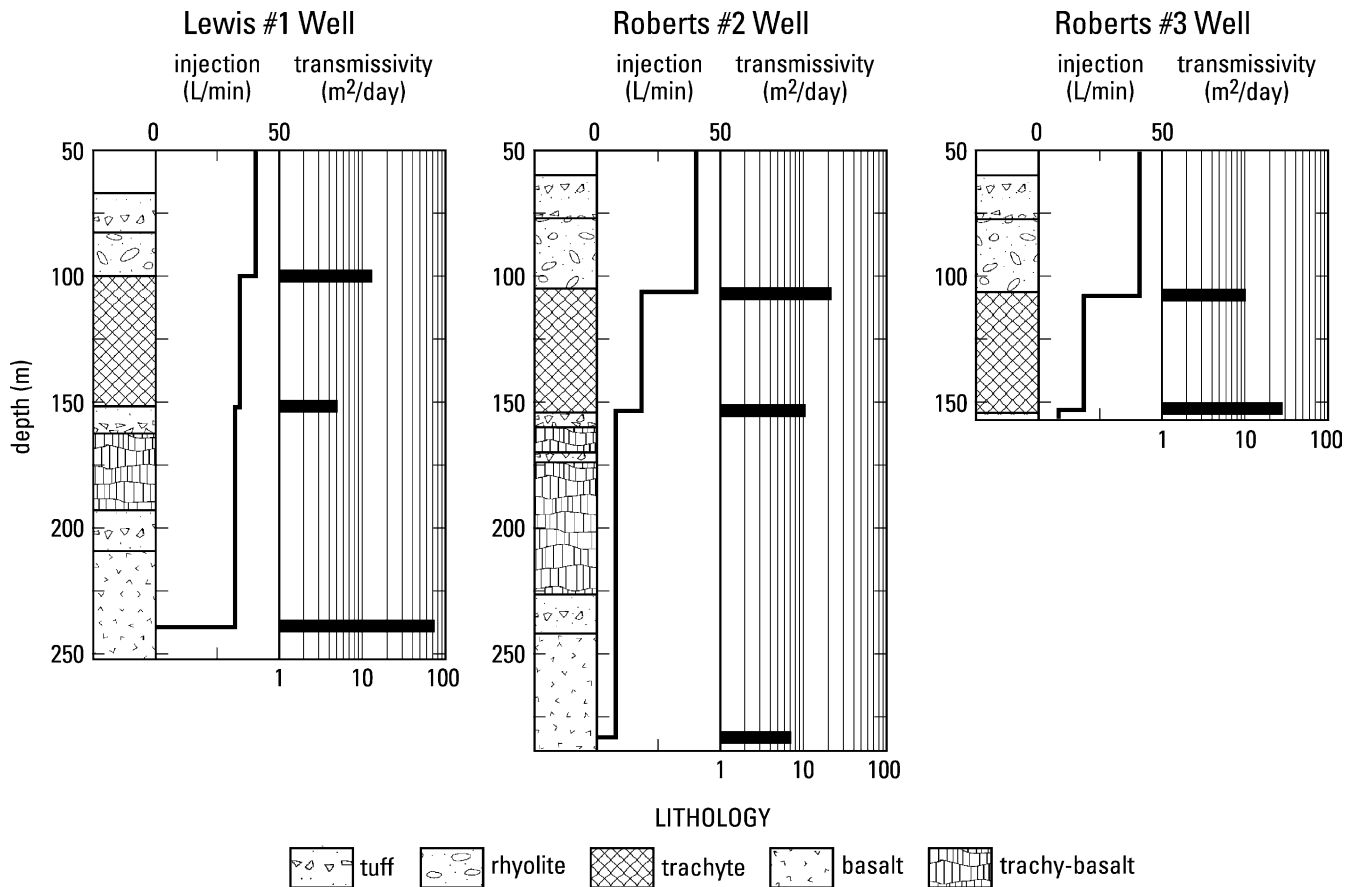 Lewis #1 Well
Roberts #2 Well
Roberts #3 Well
injection
(L/min)
transmissivity
(m2/day)
injection
(L/min)
transmissivity
(m2/day)
injection
(L/min)
transmissivity
(m2/day)
0 50
0 50
0 50
50
100
150
200
250
depth (m)
1 10 100
50
100
150
200
250
1 10 100
50
100
150
1 10 100
LITHOLOGY
tuff
rhyolite
trachyte
basalt
trachy-basalt